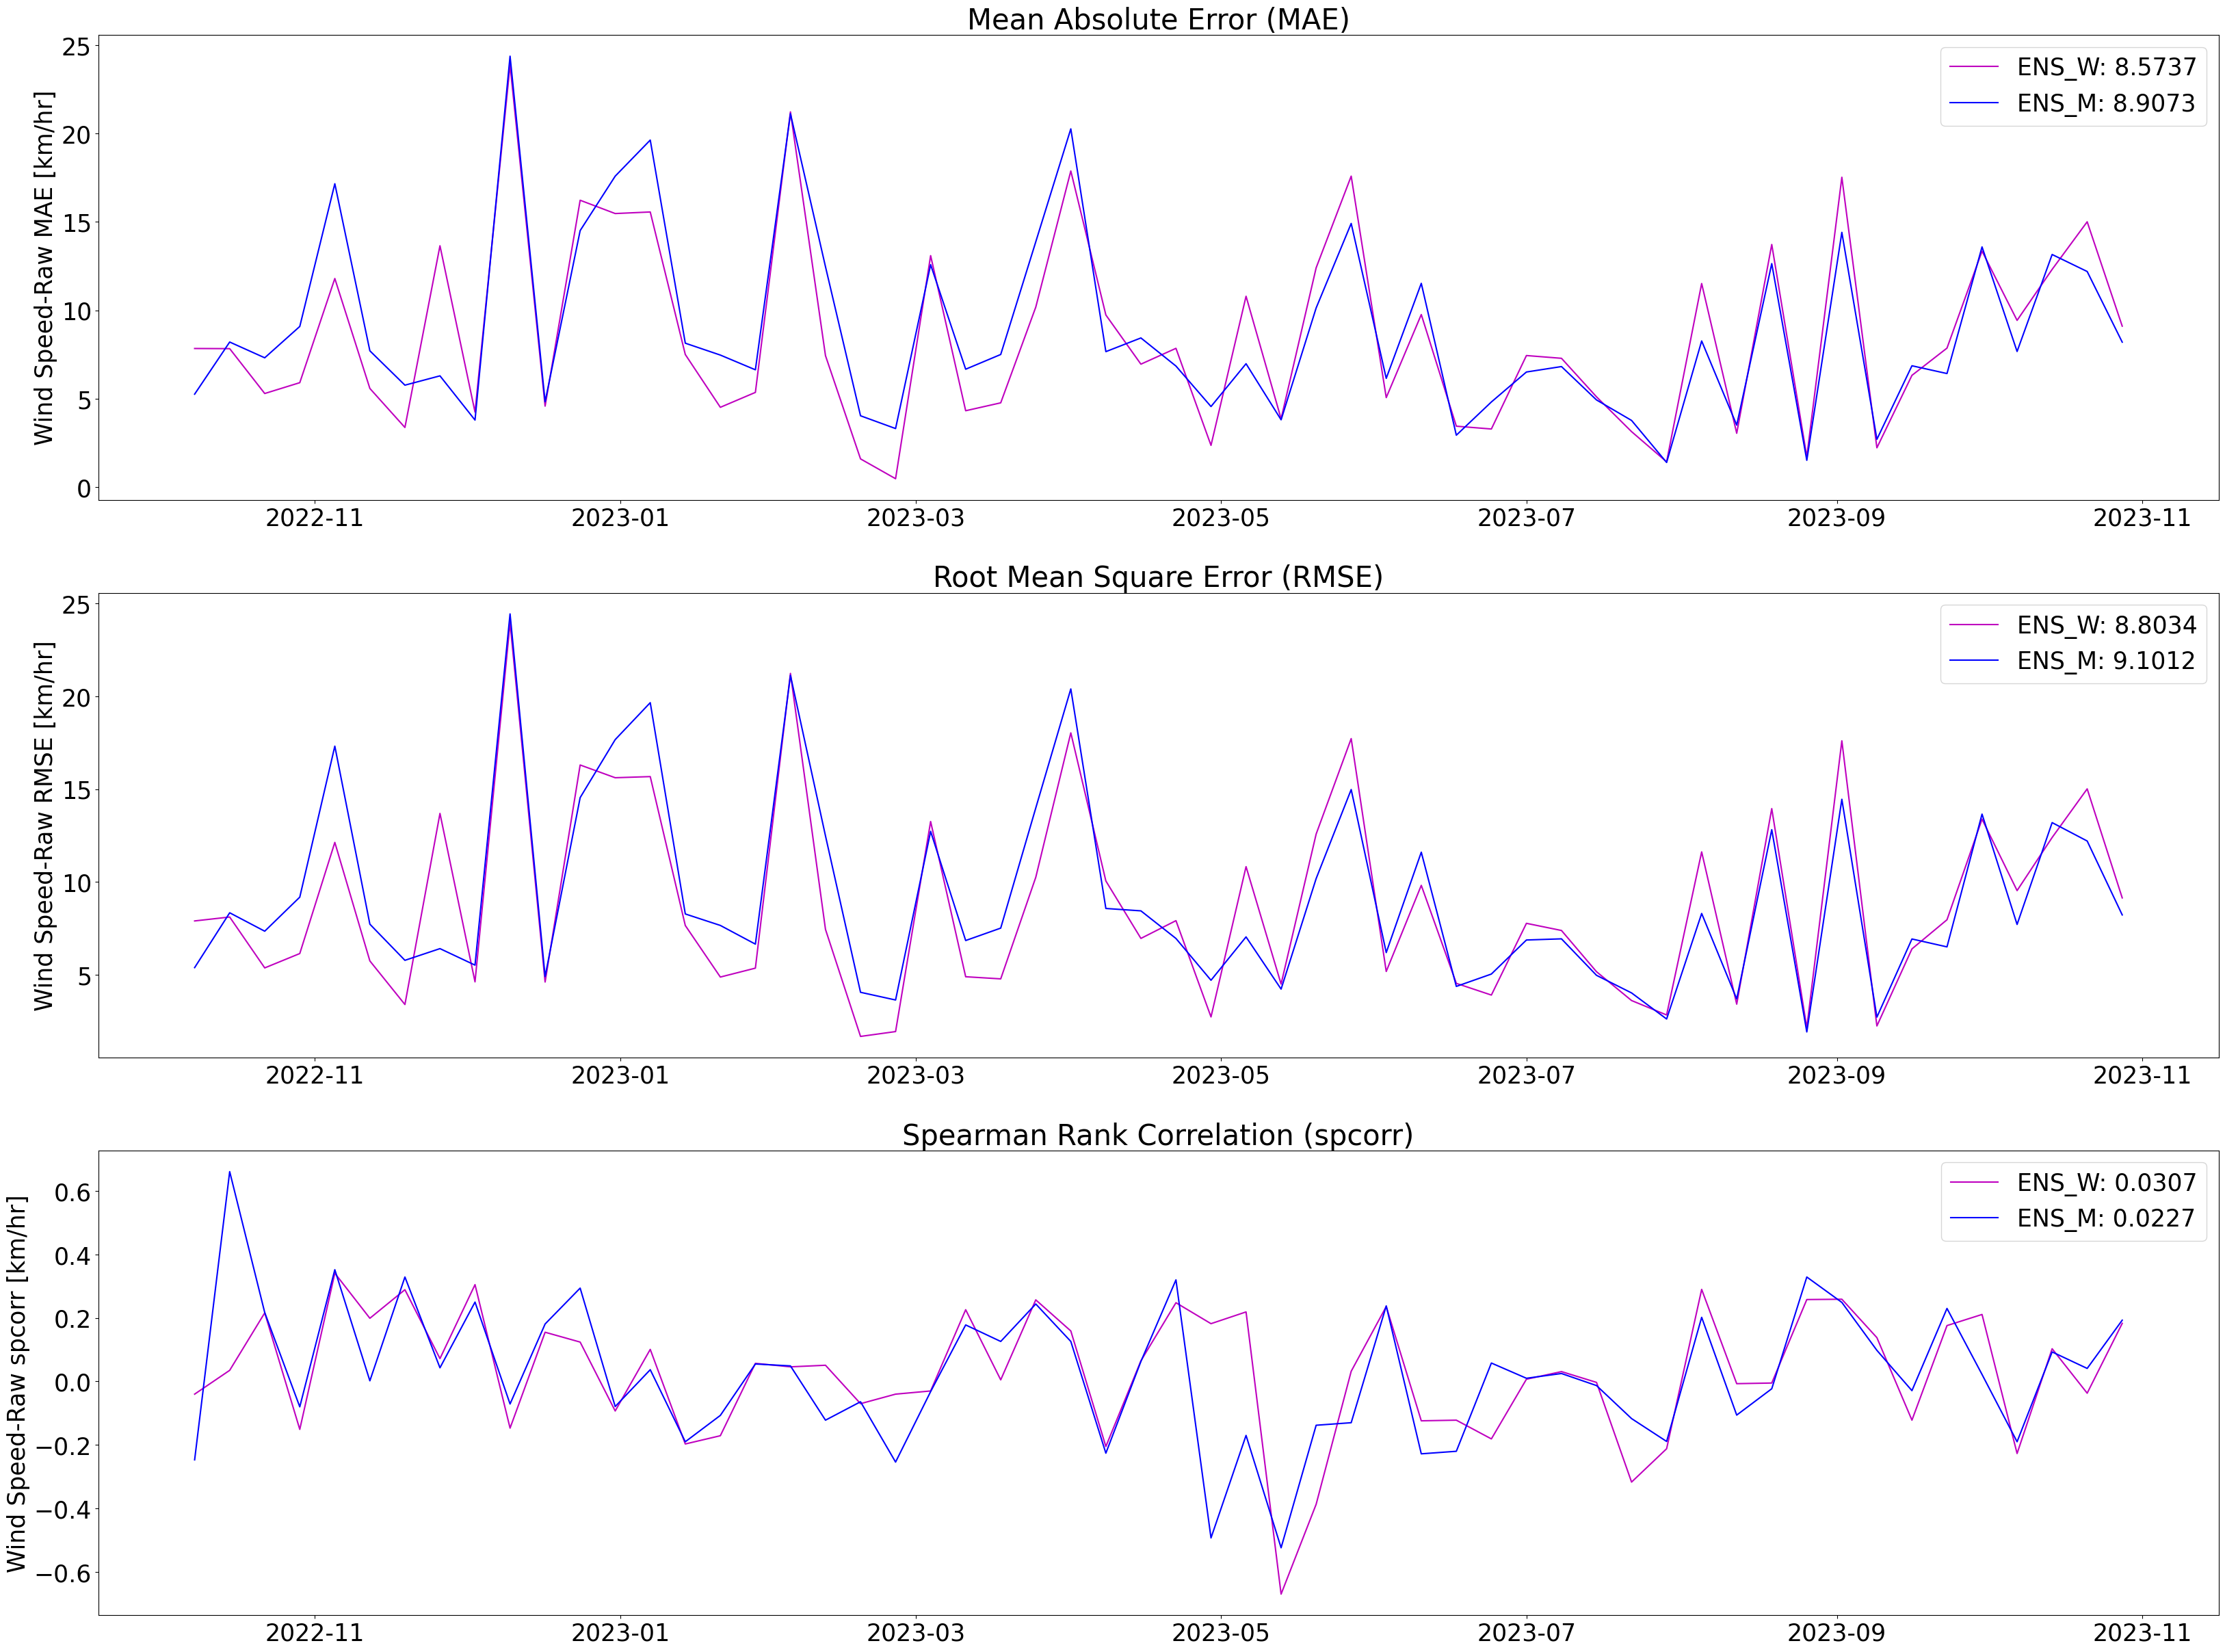 Mean Absolute Error (MAE)
Wind Speed-Raw MAE [km/hr]
25
20
15
10
5
0
ENS_W: 8.5737
ENS_M: 8.9073
2022-11 2023-01 2023-03 2023-05 2023-07 2023-09 2023-11
Root Mean Square Error (RMSE)
Wind Speed-Raw RMSE [km/hr]
25
20
15
10
5
ENS_W: 8.8034
ENS_M: 9.1012
2022-11 2023-01 2023-03 2023-05 2023-07 2023-09 2023-11
Spearman Rank Correlation (spcorr)
Wind Speed-Raw spcorr [km/hr]
0.6
0.4
0.2
0.0
−0.2
−0.4
−0.6
ENS_W: 0.0307
ENS_M: 0.0227
2022-11 2023-01 2023-03 2023-05 2023-07 2023-09 2023-11